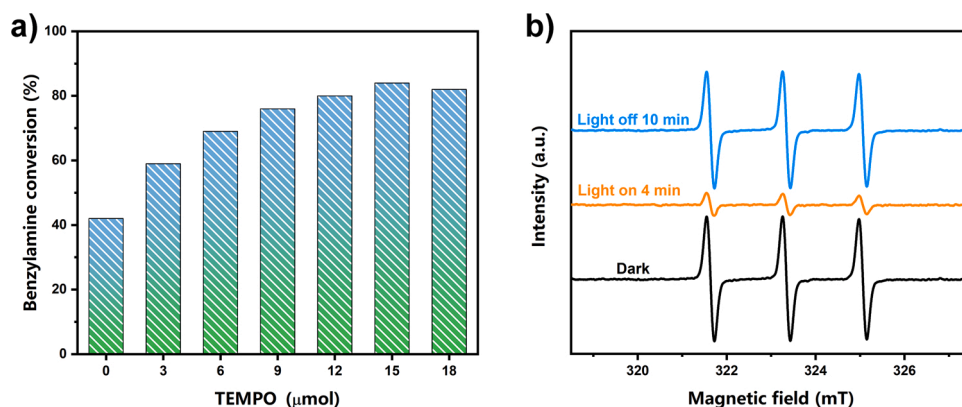 a)
Benzylamine conversion (%)
100
80
60
40
20
0
0 3 6 9 12 15 18
TEMPO (μmol)
b)
Intensity (a.u.)
Light off 10 min
Light on 4 min
Dark
320 322 324 326
Magnetic field (mT)